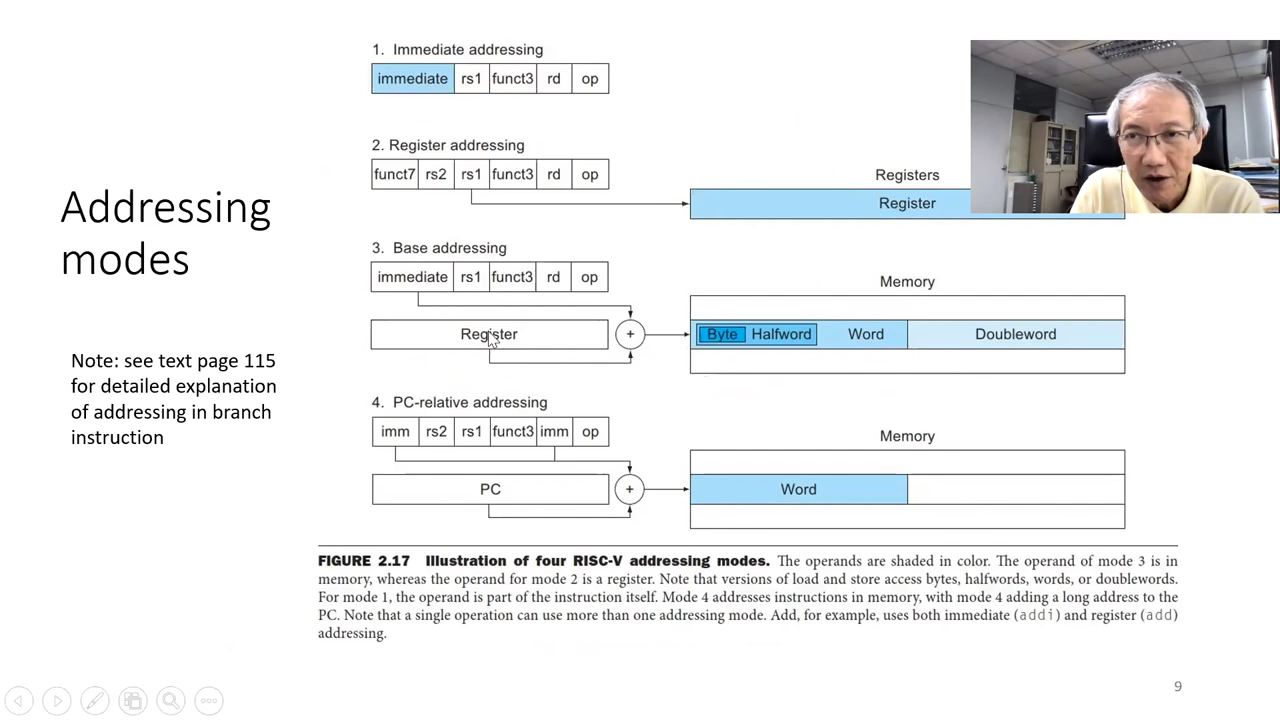 Addressing
modes
Note: see text page 115
for detailed explanation
of addressing in branch
instruction
1. Immediate addressing
immediate rs1 funct3 rd op
2. Register addressing
funct7 rs2 rs1 funct3 rd op
Registers
Register
3. Base addressing
immediate rs1 funct3 rd op
Register
+
Memory
Byte Halfword Word Doubleword
4. PC-relative addressing
imm rs2 rs1 funct3 imm op
PC
+
Memory
Word
FIGURE 2.17 Illustration of four RISC-V addressing modes. The operands are shaded in color. The operand of mode 3 is in
memory, whereas the operand for mode 2 is a register. Note that versions of load and store access bytes, halfwords, words, or doublewords.
For mode 1, the operand is part of the instruction itself. Mode 4 addresses instructions in memory, with mode 4 adding a long address to the
PC. Note that a single operation can use more than one addressing mode. Add, for example, uses both immediate (addi) and register (add)
addressing.
9